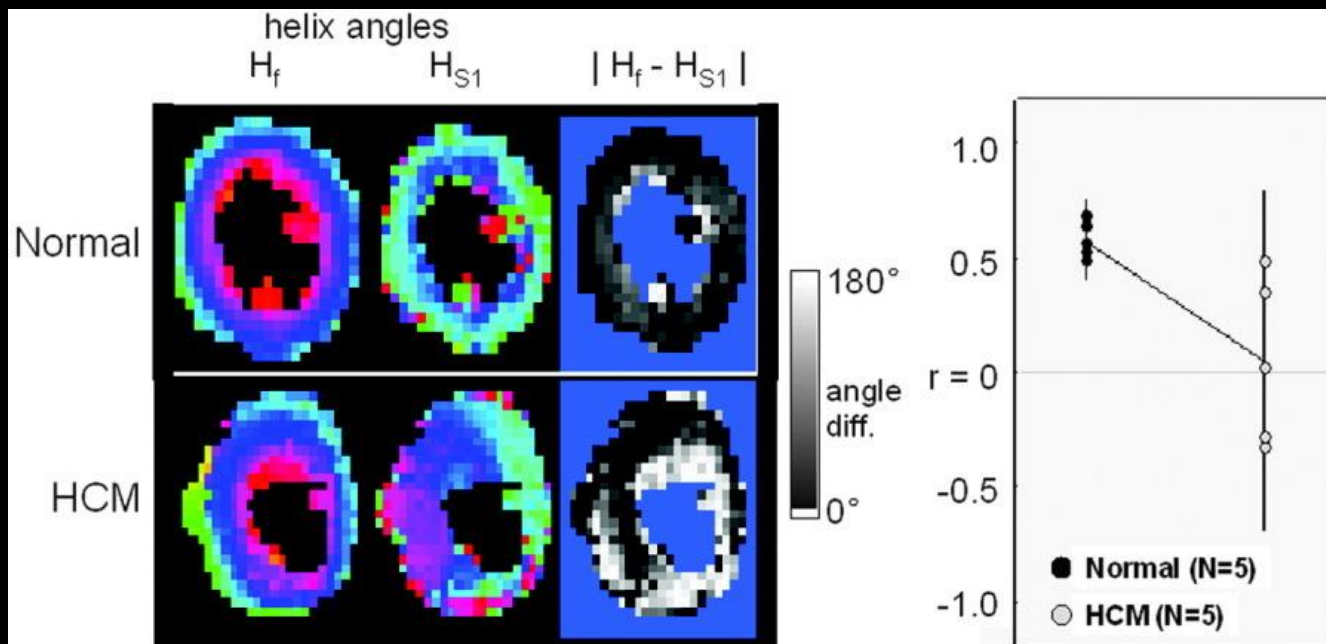 helix angles
H_f H_S1 | H_f - H_S1 |
Normal
HCM
180°
angle
diff.
0°
1.0
0.5
r = 0
-0.5
-1.0
Normal (N=5)
HCM (N=5)